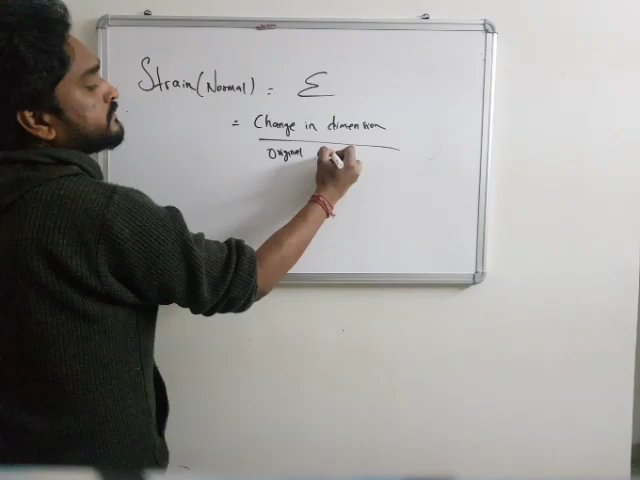 Strain (Normal) = Σ
= Change in dimension
Original